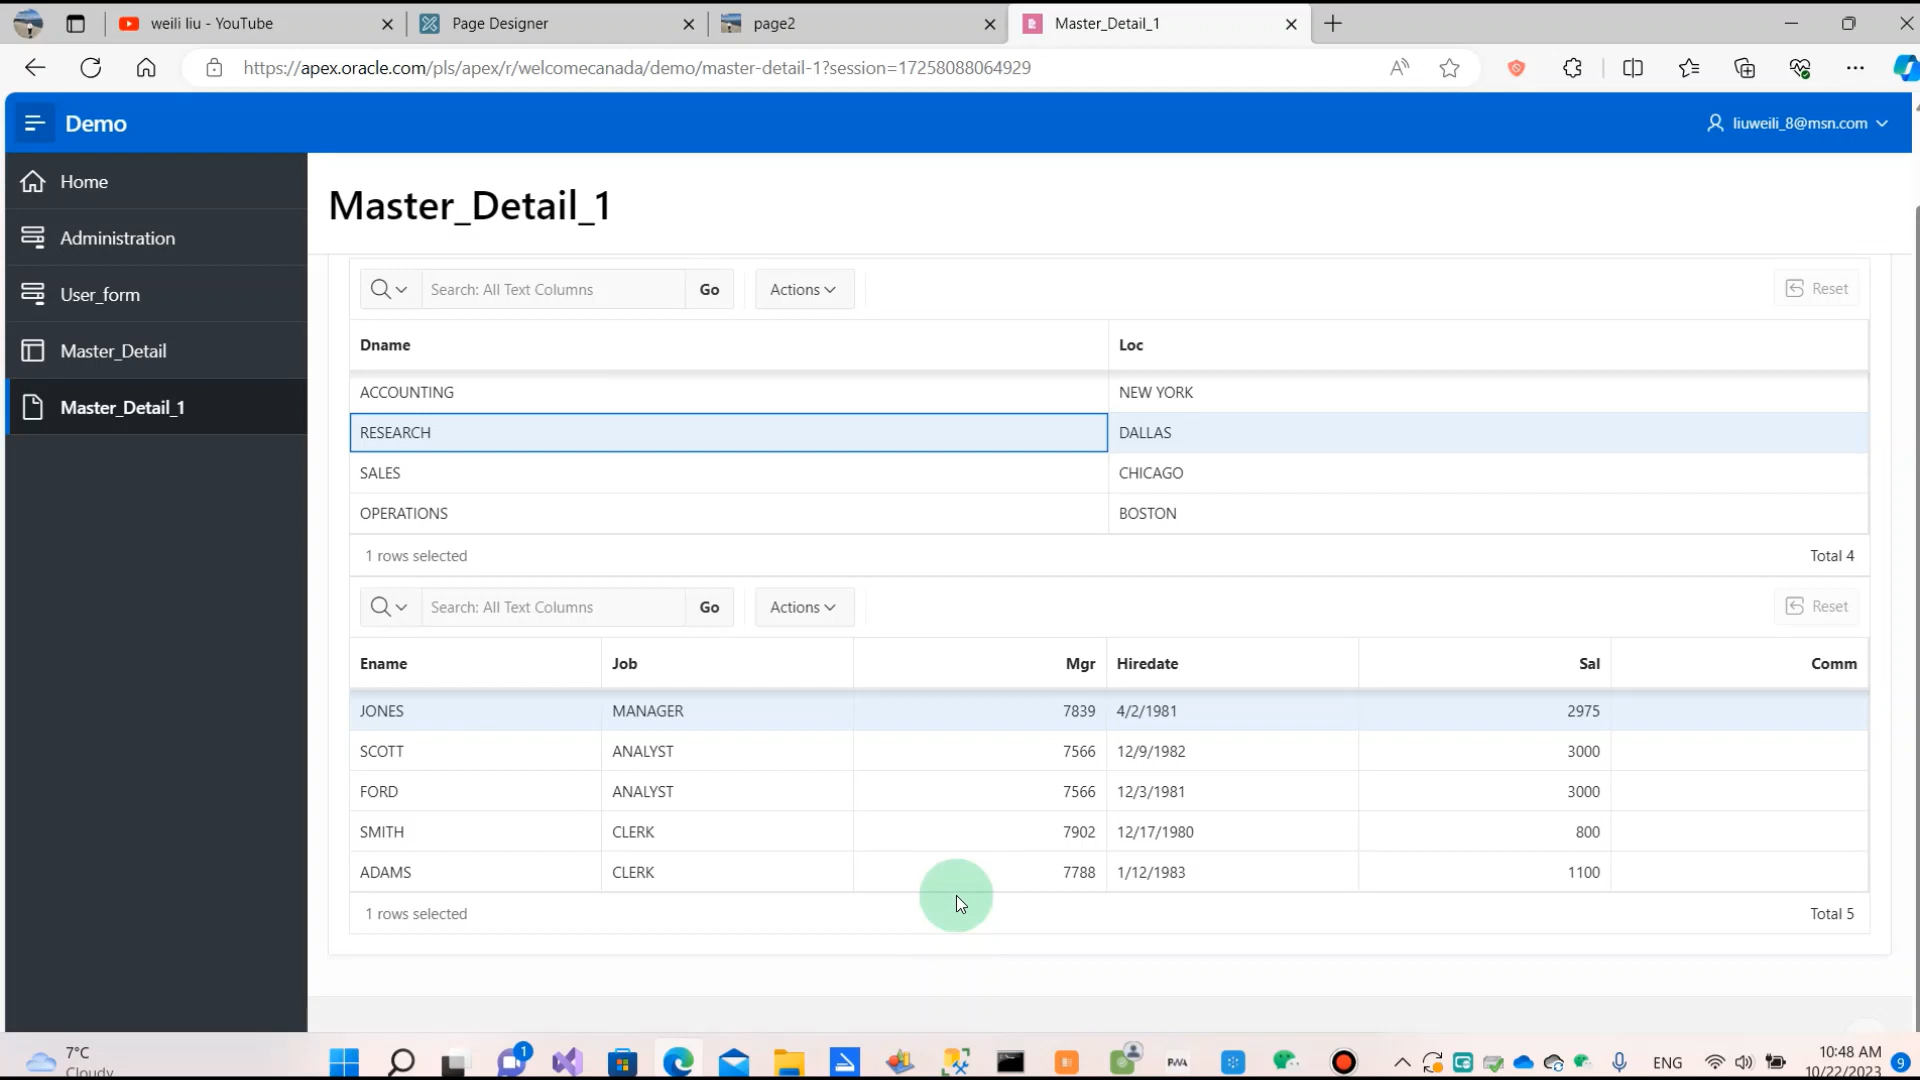 weili liu - YouTube
Page Designer
page2
Master_Detail_1
https://apex.oracle.com/pls/apex/r/welcomecanada/demo/master-detail-1?session=17258088064929
Demo
liuweili_8@msn.com
Home
Administration
User_form
Master_Detail
Master_Detail_1
Master_Detail_1
Search: All Text Columns Go Actions Reset
Dname Loc
ACCOUNTING NEW YORK
RESEARCH DALLAS
SALES CHICAGO
OPERATIONS BOSTON
1 rows selected Total 4
Search: All Text Columns Go Actions Reset
Ename Job Mgr Hiredate Sal Comm
JONES MANAGER 7839 4/2/1981 2975
SCOTT ANALYST 7566 12/9/1982 3000
FORD ANALYST 7566 12/3/1981 3000
SMITH CLERK 7902 12/17/1980 800
ADAMS CLERK 7788 1/12/1983 1100
1 rows selected Total 5
7°C
Cloudy
1
PWA
ENG
10:48 AM
10/22/2023
9